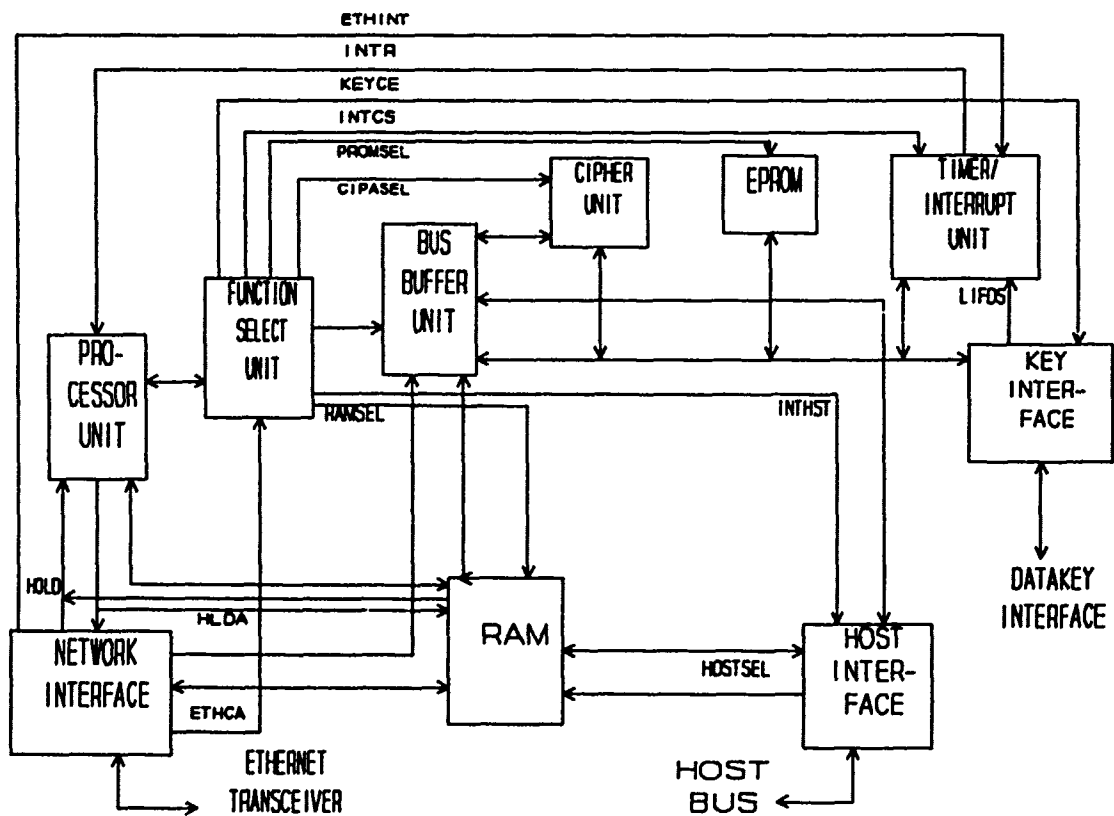 ETHINT
INTR
KEYCE
INTCS
PROMSEL
CIPASEL
CIPHER
UNIT
EPROM
TIMER/
INTERRUPT
UNIT
BUS
BUFFER
UNIT
FUNCTION
SELECT
UNIT
LIFDS
PRO-
CESSOR
UNIT
KEY
INTER-
FACE
RAMSEL
INTHST
HOLD
HLDA
RAM
DATAKEY
INTERFACE
NETWORK
INTERFACE
HOST
INTER-
FACE
HOSTSEL
ETHCA
ETHERNET
TRANSCEIVER
HOST
BUS